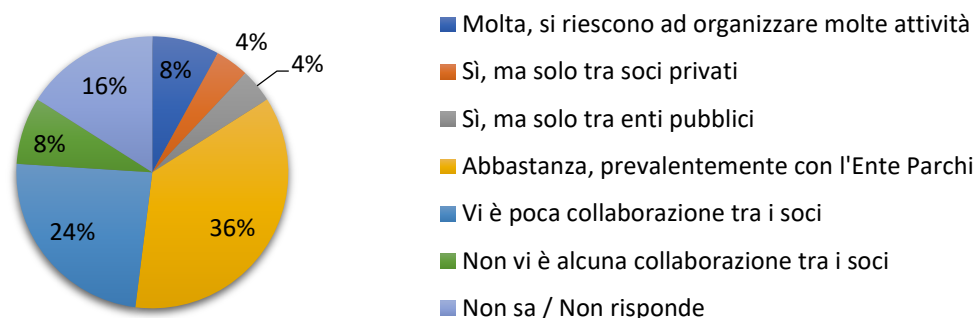 4%
8%
4%
16%
8%
36%
24%
Molta, si riescono ad organizzare molte attività
Sì, ma solo tra soci privati
Sì, ma solo tra enti pubblici
Abbastanza, prevalentemente con l'Ente Parchi
Vi è poca collaborazione tra i soci
Non vi è alcuna collaborazione tra i soci
Non sa / Non risponde